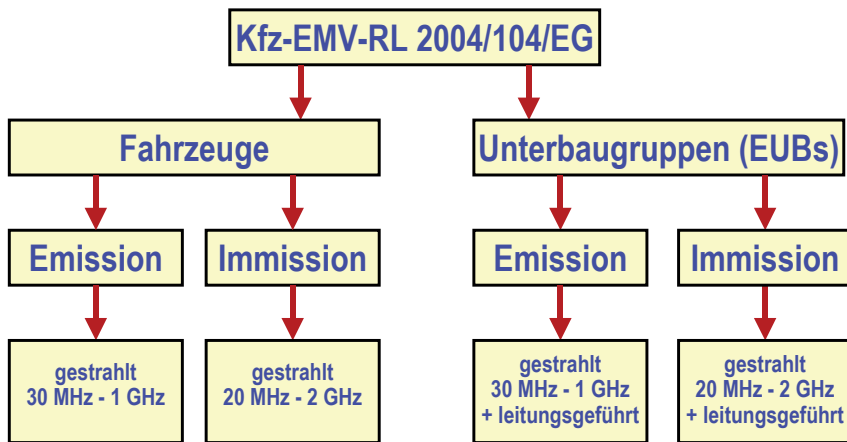 Kfz-EMV-RL 2004/104/EG
Fahrzeuge
Unterbaugruppen (EUBs)
Emission
Immission
Emission
Immission
gestrahlt
30 MHz - 1 GHz
gestrahlt
20 MHz - 2 GHz
gestrahlt
30 MHz - 1 GHz
+ leitungsgeführt
gestrahlt
20 MHz - 2 GHz
+ leitungsgeführt